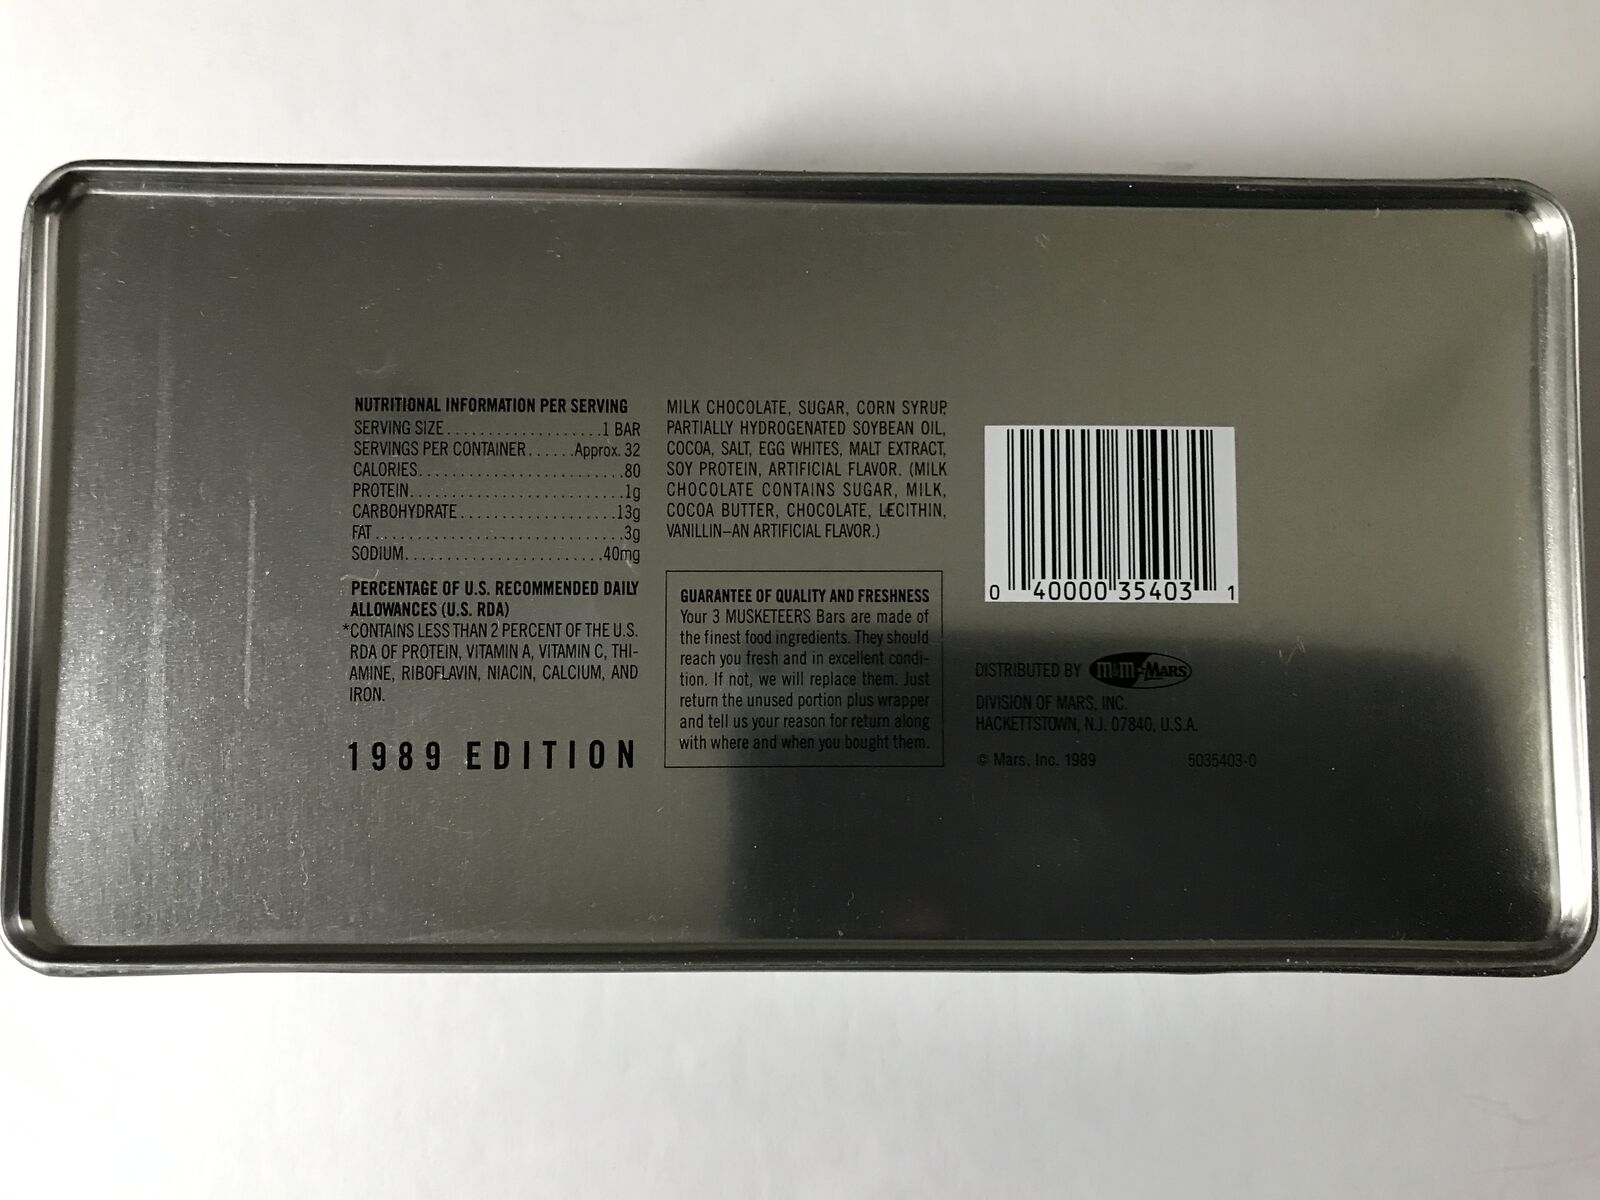 NUTRITIONAL INFORMATION PER SERVING
SERVING SIZE...................1 BAR
SERVINGS PER CONTAINER......Approx. 32
CALORIES..........................80
PROTEIN...........................1g
CARBOHYDRATE....................13g
FAT...............................3g
SODIUM........................40mg
PERCENTAGE OF U.S. RECOMMENDED DAILY
ALLOWANCES (U.S. RDA)
*CONTAINS LESS THAN 2 PERCENT OF THE U.S.
RDA OF PROTEIN, VITAMIN A, VITAMIN C, THI-
AMINE, RIBOFLAVIN, NIACIN, CALCIUM, AND
IRON.
1989 EDITION
MILK CHOCOLATE, SUGAR, CORN SYRUP,
PARTIALLY HYDROGENATED SOYBEAN OIL,
COCOA, SALT, EGG WHITES, MALT EXTRACT,
SOY PROTEIN, ARTIFICIAL FLAVOR. (MILK
CHOCOLATE CONTAINS SUGAR, MILK,
COCOA BUTTER, CHOCOLATE, LECITHIN,
VANILLIN–AN ARTIFICIAL FLAVOR.)
GUARANTEE OF QUALITY AND FRESHNESS
Your 3 MUSKETEERS Bars are made of
the finest food ingredients. They should
reach you fresh and in excellent condi-
tion. If not, we will replace them. Just
return the unused portion plus wrapper
and tell us your reason for return along
with where and when you bought them.
0 40000 35403 1
DISTRIBUTED BY m&m•MARS
DIVISION OF MARS, INC.
HACKETTSTOWN, N.J. 07840, U.S.A.
© Mars, Inc. 1989 5035403-0